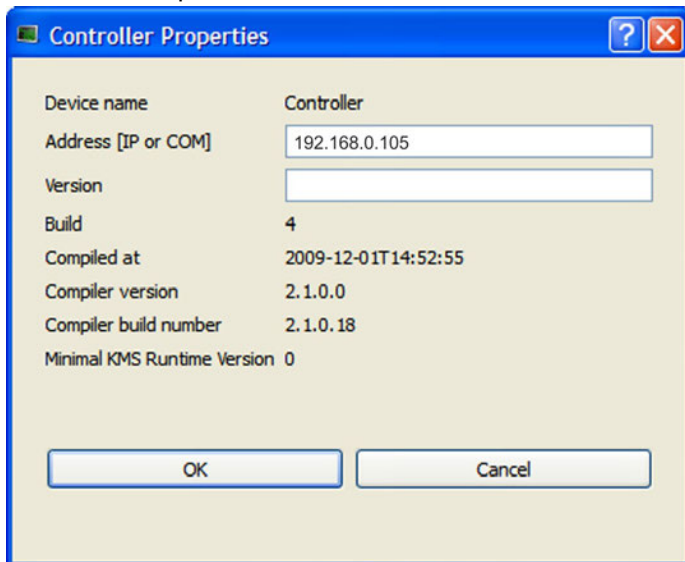 Controller Properties
Device name Controller
Address [IP or COM] 192.168.0.105
Version
Build 4
Compiled at 2009-12-01T14:52:55
Compiler version 2.1.0.0
Compiler build number 2.1.0.18
Minimal KMS Runtime Version 0
OK Cancel